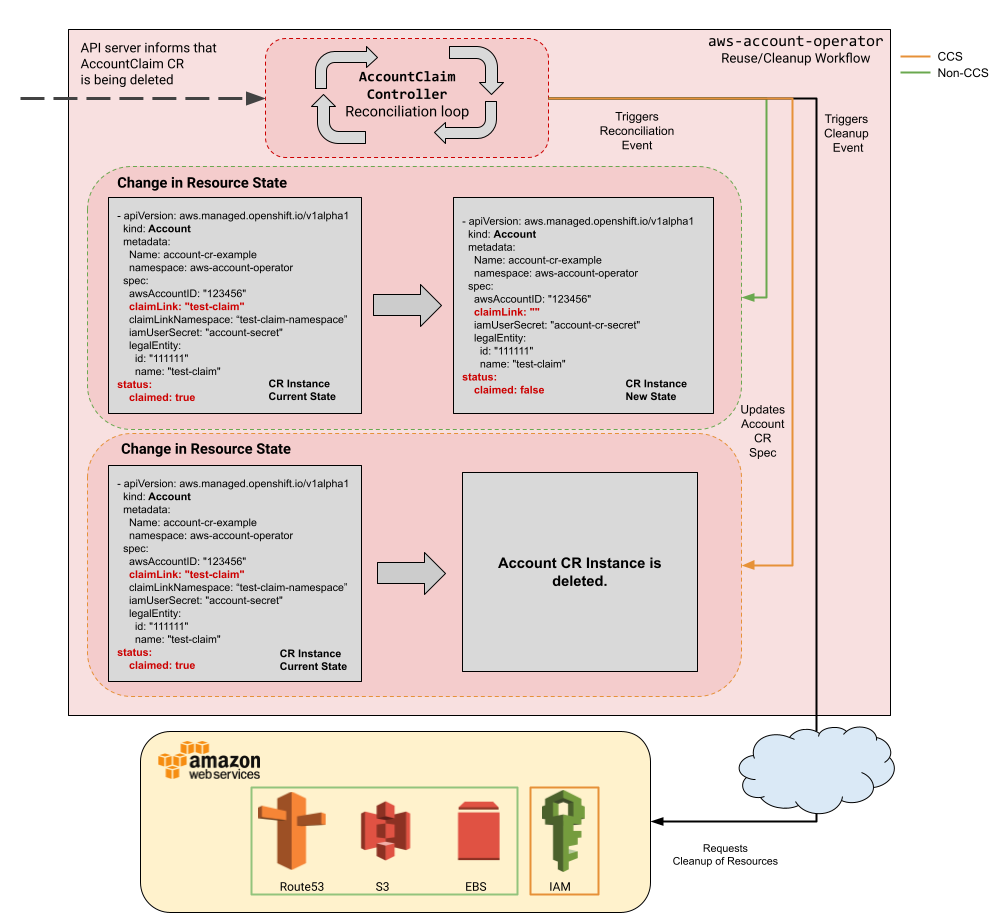 API server informs that
AccountClaim CR
is being deleted
AccountClaim
Controller
Reconciliation loop
aws-account-operator
Reuse/Cleanup Workflow
CCS
Non-CCS
Triggers
Reconciliation
Event
Triggers
Cleanup
Event
Change in Resource State
- apiVersion: aws.managed.openshift.io/v1alpha1
kind: Account
metadata:
Name: account-cr-example
namespace: aws-account-operator
spec:
awsAccountID: "123456"
claimLink: "test-claim"
claimLinkNamespace: “test-claim-namespace”
iamUserSecret: "account-secret"
legalEntity:
id: "111111"
name: "test-claim"
status:
claimed: true
CR Instance
Current State
- apiVersion: aws.managed.openshift.io/v1alpha1
kind: Account
metadata:
Name: account-cr-example
namespace: aws-account-operator
spec:
awsAccountID: "123456"
claimLink: ""
iamUserSecret: "account-cr-secret"
legalEntity:
id: "111111"
name: "test-claim"
status:
claimed: false
CR Instance
New State
Updates
Account
CR
Spec
Change in Resource State
- apiVersion: aws.managed.openshift.io/v1alpha1
kind: Account
metadata:
Name: account-cr-example
namespace: aws-account-operator
spec:
awsAccountID: "123456"
claimLink: "test-claim"
claimLinkNamespace: “test-claim-namespace”
iamUserSecret: "account-secret"
legalEntity:
id: "111111"
name: "test-claim"
status:
claimed: true
CR Instance
Current State
Account CR Instance is
deleted.
amazon
webservices
Route53
S3
EBS
IAM
Requests
Cleanup of Resources